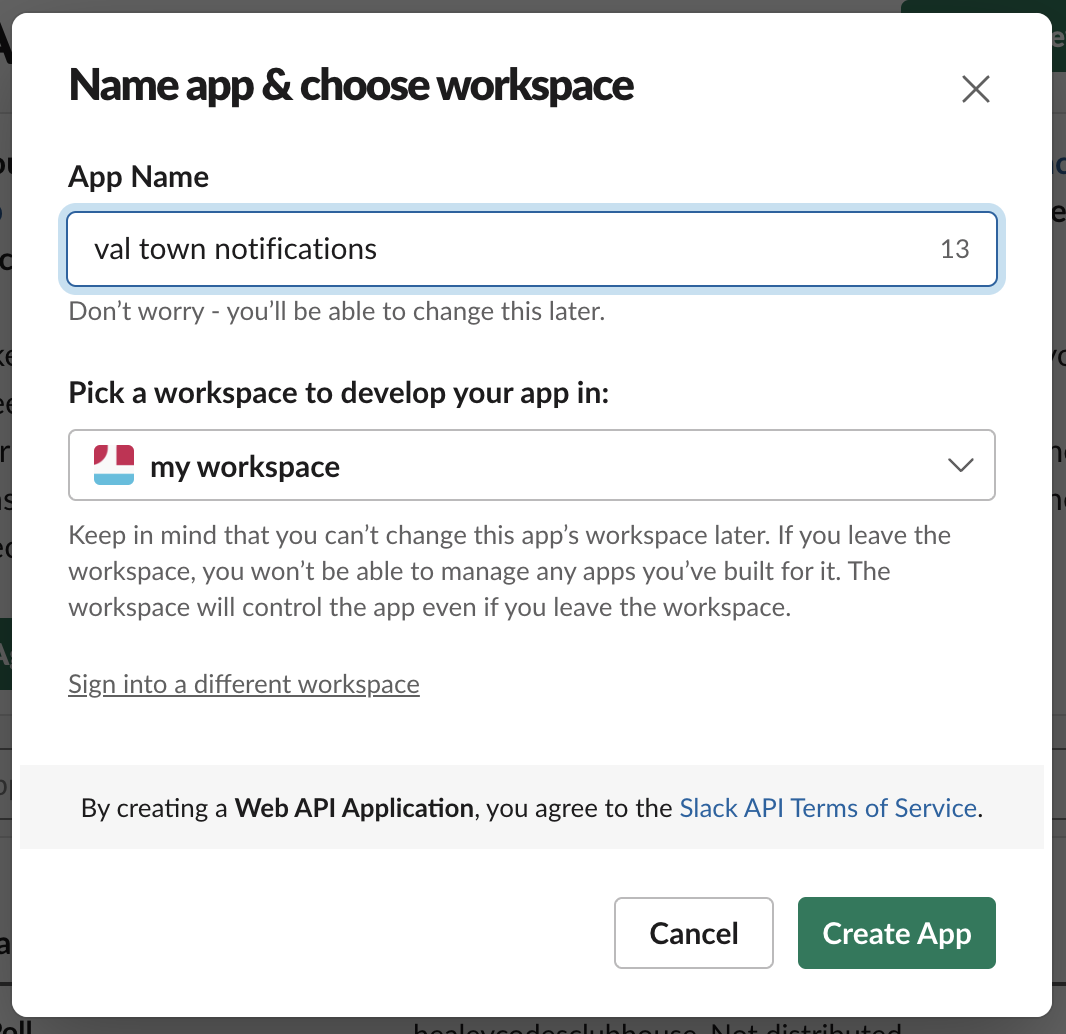 Name app & choose workspace
App Name
val town notifications 13
Don't worry - you'll be able to change this later.
Pick a workspace to develop your app in:
my workspace
Keep in mind that you can't change this app's workspace later. If you leave the
workspace, you won't be able to manage any apps you've built for it. The
workspace will control the app even if you leave the workspace.
Sign into a different workspace
By creating a Web API Application, you agree to the Slack API Terms of Service.
Cancel
Create App